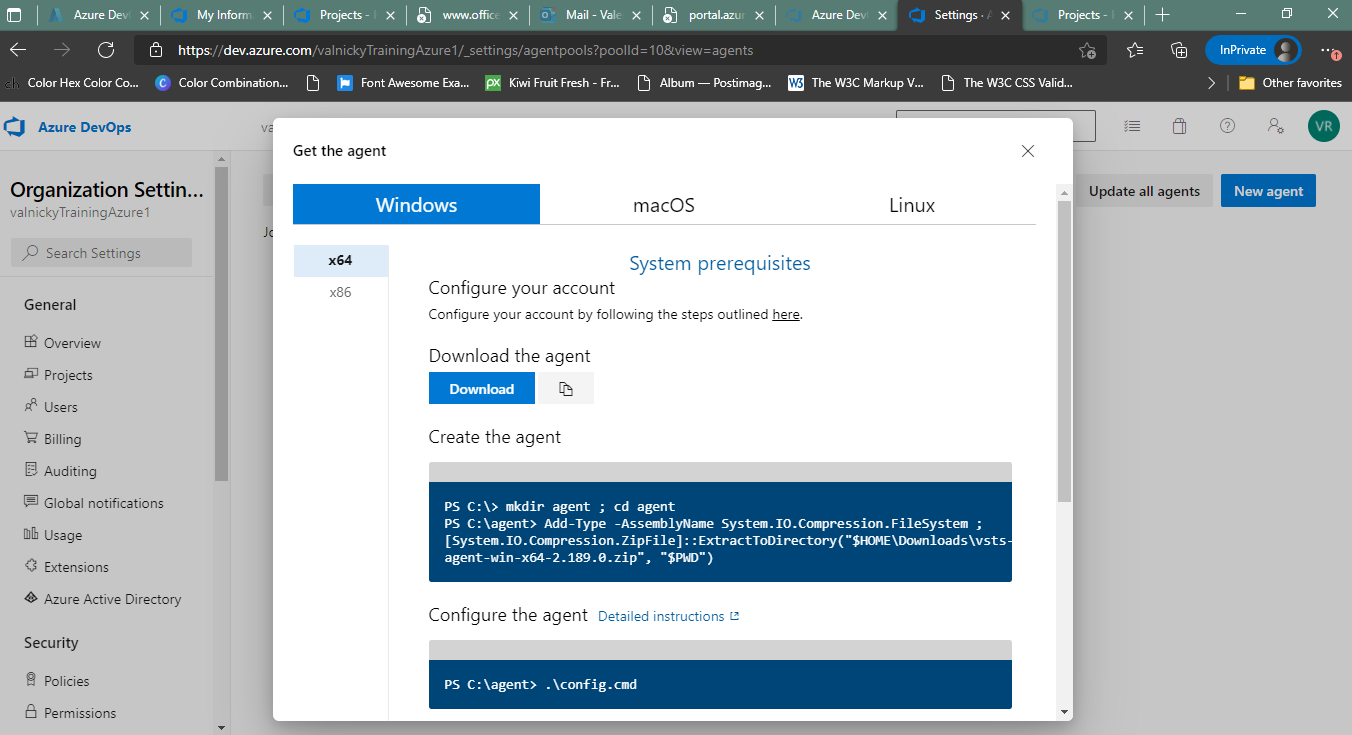 Azure Dev
My Inform
Projects -
www.office
Mail - Vale
portal.azur
Azure Dev
Settings - A
Projects -
https://dev.azure.com/valnickyTrainingAzure1/_settings/agentpools?poolId=10&view=agents
InPrivate
1
Color Hex Color Co...
Color Combination...
Font Awesome Exa...
px
Kiwi Fruit Fresh - Fr...
Album — Postimag...
W3
The W3C Markup V...
The W3C CSS Valid...
Other favorites
Azure DevOps
va
VR
Organization Settin...
valnickyTrainingAzure1
Search Settings
General
Overview
Projects
Users
Billing
Auditing
Global notifications
Usage
Extensions
Azure Active Directory
Security
Policies
Permissions
Update all agents
New agent
Get the agent
Windows
macOS
Linux
x64
x86
System prerequisites
Configure your account
Configure your account by following the steps outlined here.
Download the agent
Download
Create the agent
PS C:\> mkdir agent ; cd agent
PS C:\agent> Add-Type -AssemblyName System.IO.Compression.FileSystem ;
[System.IO.Compression.ZipFile]::ExtractToDirectory("$HOME\Downloads\vsts-
agent-win-x64-2.189.0.zip", "$PWD")
Configure the agent
Detailed instructions
PS C:\agent> .\config.cmd